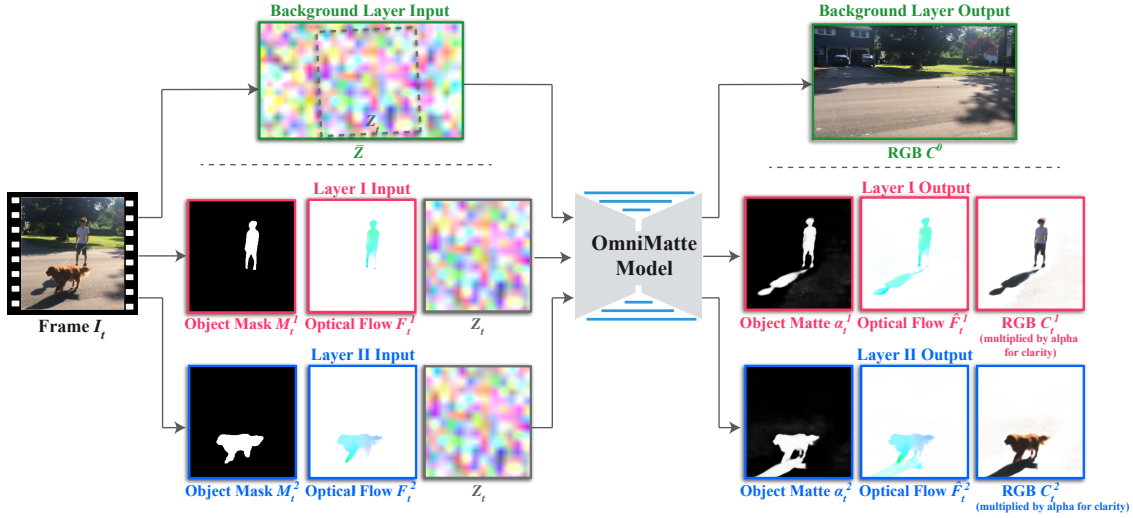 Background Layer Input
Background Layer Output
Z_t
Z̄
RGB C^0
Layer I Input
Layer I Output
OmniMatte
Model
Frame I_t
Object Mask M_t^1
Optical Flow F_t^1
Z_t
Object Matte α_t^1
Optical Flow F̂_t^1
RGB C_t^1
(multiplied by alpha
for clarity)
Layer II Input
Layer II Output
Object Mask M_t^2
Optical Flow F_t^2
Z_t
Object Matte α_t^2
Optical Flow F̂_t^2
RGB C_t^2
(multiplied by alpha for clarity)